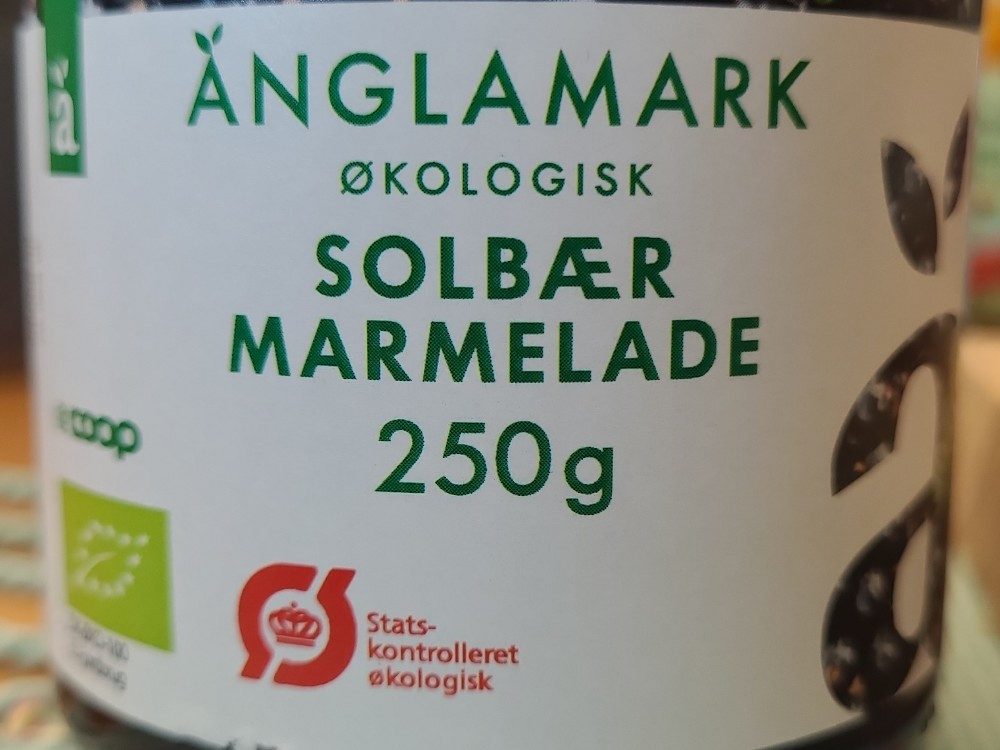 ÄNGLAMARK
ØKOLOGISK
SOLBÆR
MARMELADE
250g
coop
Stats-
kontrolleret
økologisk